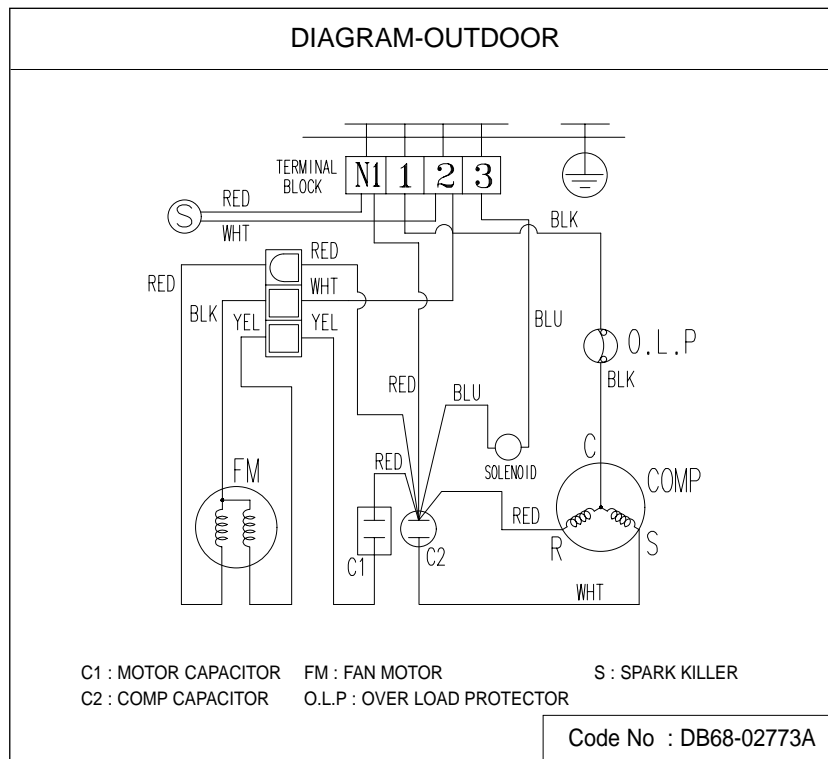 DIAGRAM-OUTDOOR
TERMINAL
BLOCK
N1 1 2 3
S
RED
WHT
BLK
RED
RED
WHT
BLK
YEL
YEL
BLU
O.L.P
BLK
RED
BLU
C
COMP
SOLENOID
FM
RED
RED
R
S
C1
C2
WHT
C1 : MOTOR CAPACITOR FM : FAN MOTOR S : SPARK KILLER
C2 : COMP CAPACITOR O.L.P : OVER LOAD PROTECTOR
Code No : DB68-02773A